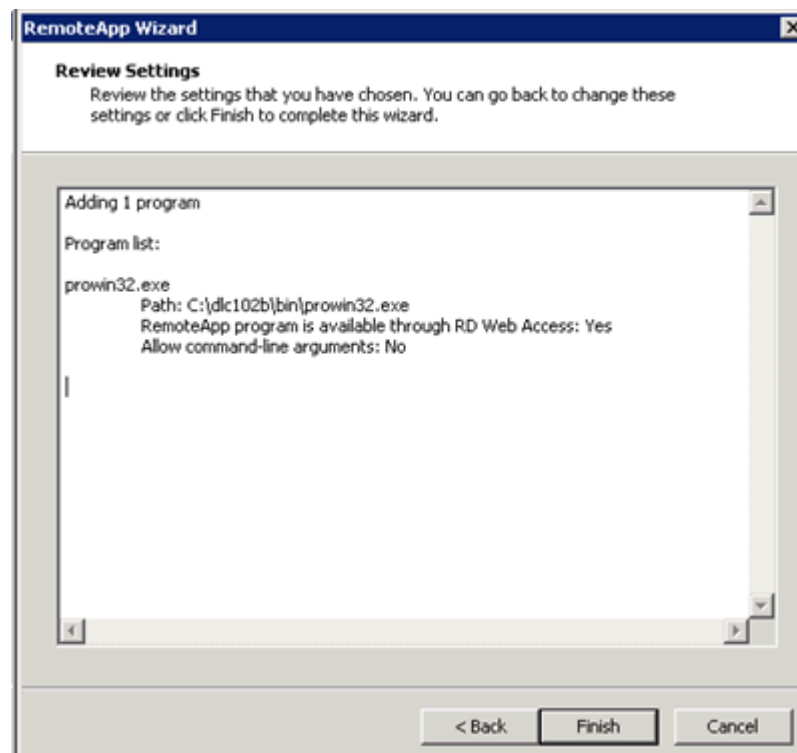 RemoteApp Wizard
Review Settings
Review the settings that you have chosen. You can go back to change these
settings or click Finish to complete this wizard.
Adding 1 program
Program list:
prowin32.exe
Path: C:\dlc102b\bin\prowin32.exe
RemoteApp program is available through RD Web Access: Yes
Allow command-line arguments: No
< Back
Finish
Cancel